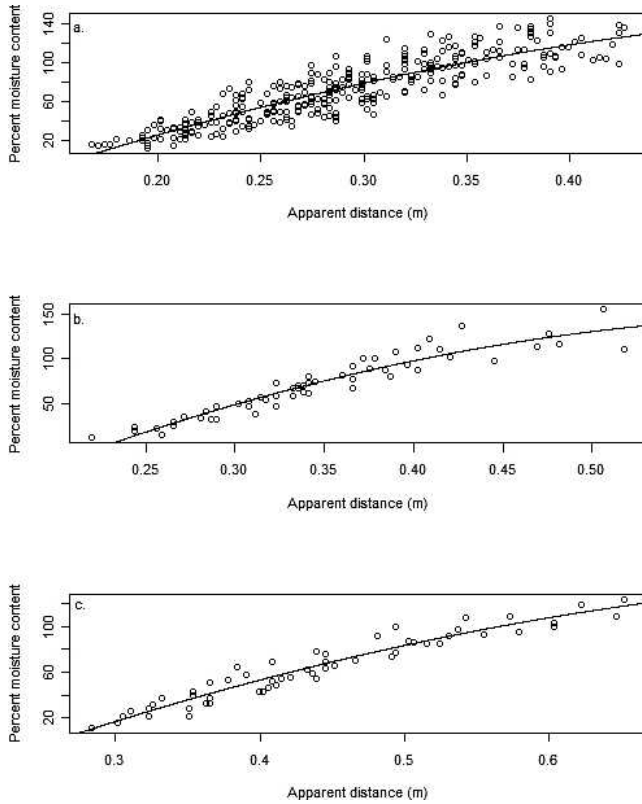 a.
Percent moisture content
20
60
100
140
0.20 0.25 0.30 0.35 0.40
Apparent distance (m)
b.
Percent moisture content
50
100
150
0.25 0.30 0.35 0.40 0.45 0.50
Apparent distance (m)
c.
Percent moisture content
20
60
100
0.3 0.4 0.5 0.6
Apparent distance (m)